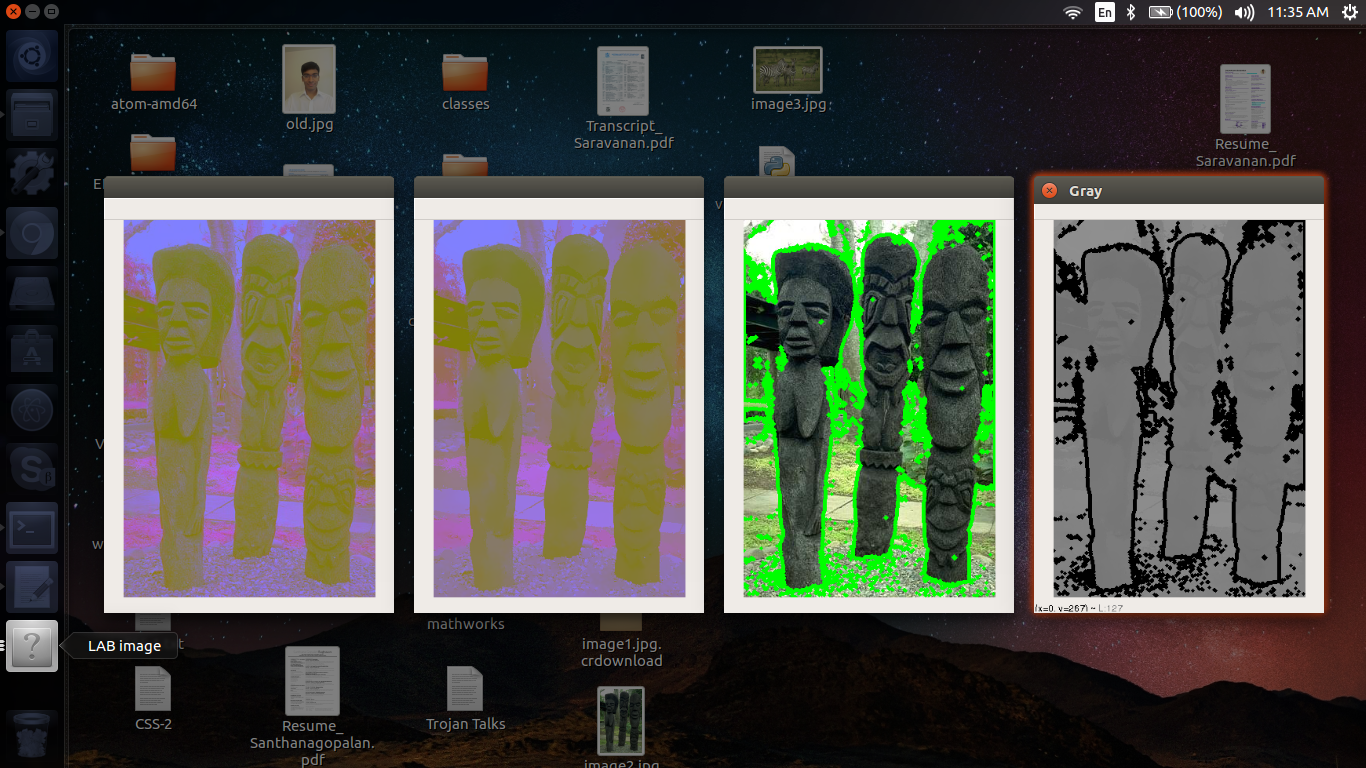 En
(100%)
11:35 AM
atom-amd64
old.jpg
classes
Transcript_
Saravanan.pdf
image3.jpg
Resume_
Saravanan.pdf
Gray
(x=0, y=267) ~ L:127
LAB image
mathworks
image1.jpg.
crdownload
CSS-2
Resume_
Santhanagopalan.
pdf
Trojan Talks
image2.jpg